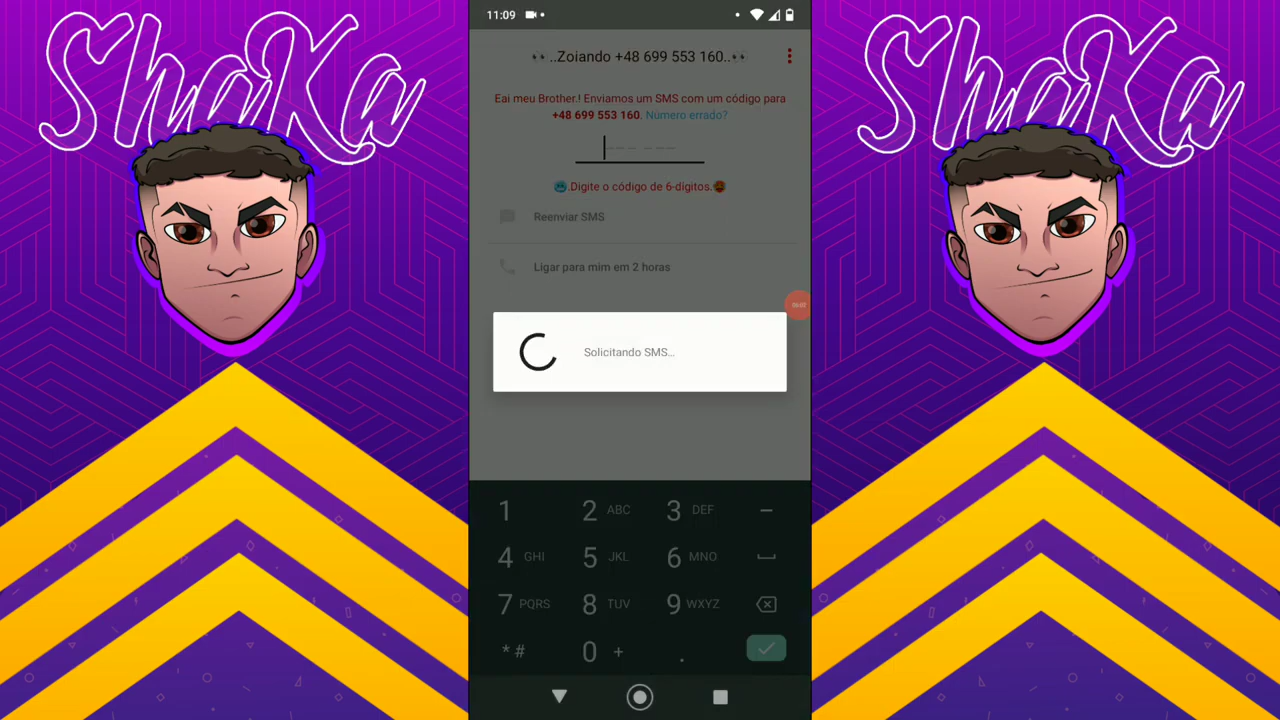 Shaka
Shaka
11:09
👀..Zoiando +48 699 553 160..👀
Eai meu Brother.! Enviamos um SMS com um código para
+48 699 553 160. Número errado?
--- ---
🥶.Digite o código de 6-dígitos.🤩
Reenviar SMS
Ligar para mim em 2 horas
Solicitando SMS...
1 2 ABC 3 DEF –
4 GHI 5 JKL 6 MNO
7 PQRS 8 TUV 9 WXYZ
* # 0 + .